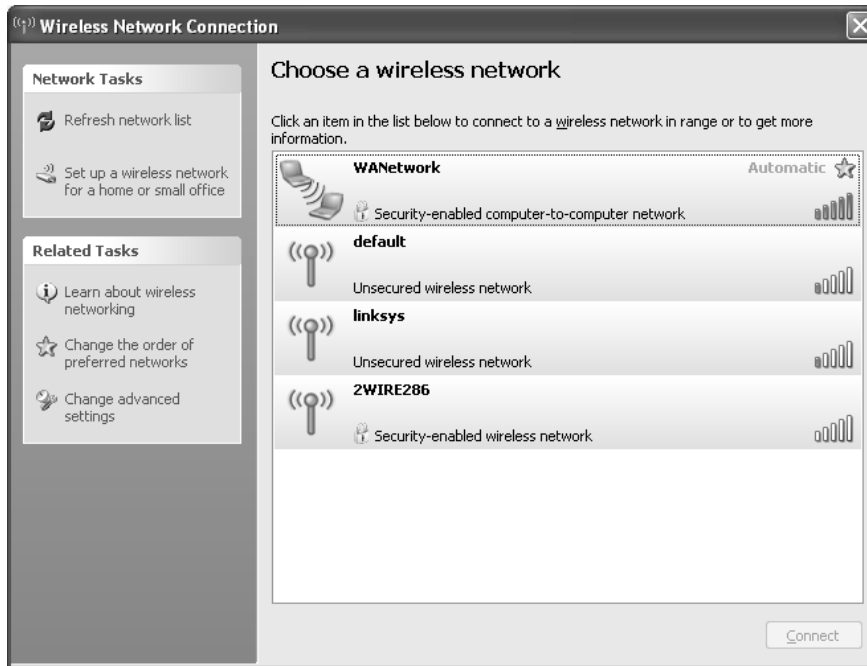 Wireless Network Connection
Network Tasks
Refresh network list
Set up a wireless network
for a home or small office
Related Tasks
Learn about wireless
networking
Change the order of
preferred networks
Change advanced
settings
Choose a wireless network
Click an item in the list below to connect to a wireless network in range or to get more
information.
WANetwork
Automatic
Security-enabled computer-to-computer network
default
Unsecured wireless network
linksys
Unsecured wireless network
2WIRE286
Security-enabled wireless network
Connect